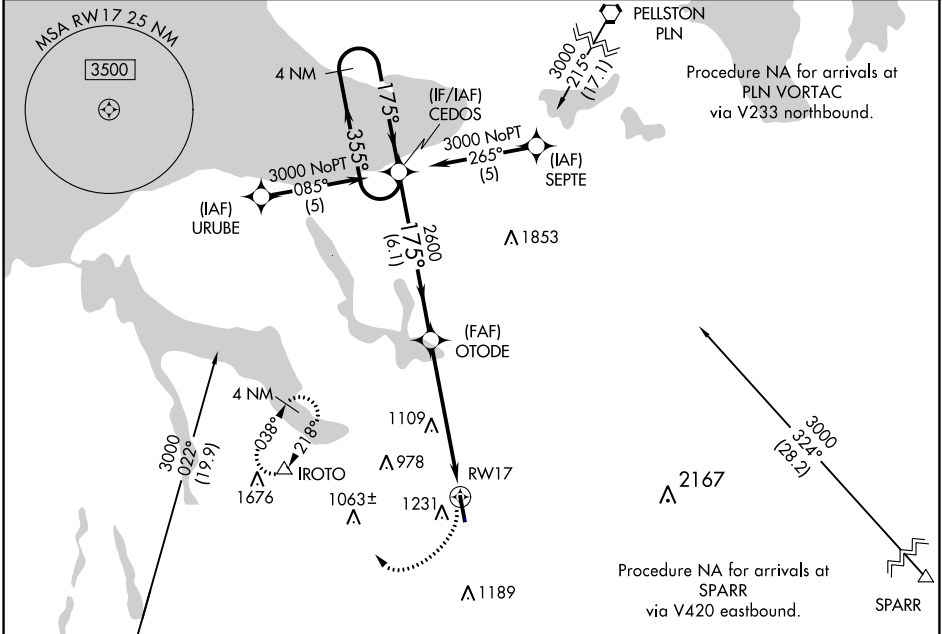 MSA RW17 25 NM
3500
PELLSTON
PLN
3000
215°
(17.1)
Procedure NA for arrivals at
PLN VORTAC
via V233 northbound.
4 NM
175°
355°
(IF/IAF)
CEDOS
3000 NoPT
265°
(5)
(IAF)
SEPTE
3000 NoPT
085°
(5)
(IAF)
URUBE
2600
175°
(6.1)
1853
(FAF)
OTODE
4 NM
038°
218°
IROTO
1676
3000
022°
(19.9)
1109
978
1063±
1231
RW17
1189
2167
3000
324°
(28.2)
Procedure NA for arrivals at
SPARR
via V420 eastbound.
SPARR